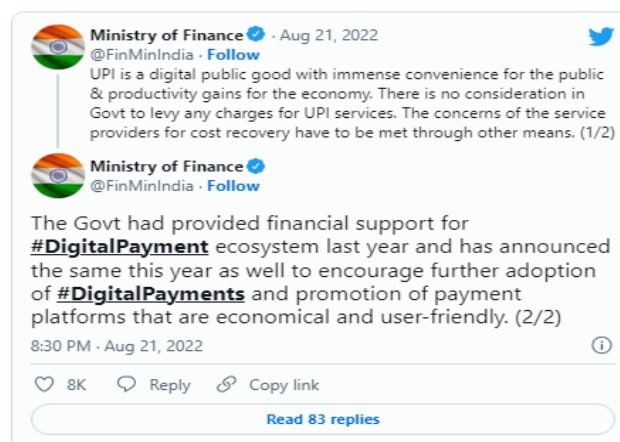 Ministry of Finance · Aug 21, 2022
@FinMinIndia · Follow
UPI is a digital public good with immense convenience for the public
& productivity gains for the economy. There is no consideration in
Govt to levy any charges for UPI services. The concerns of the service
providers for cost recovery have to be met through other means. (1/2)
Ministry of Finance
@FinMinIndia · Follow
The Govt had provided financial support for
#DigitalPayment ecosystem last year and has announced
the same this year as well to encourage further adoption
of #DigitalPayments and promotion of payment
platforms that are economical and user-friendly. (2/2)
8:30 PM · Aug 21, 2022
8K Reply Copy link
Read 83 replies